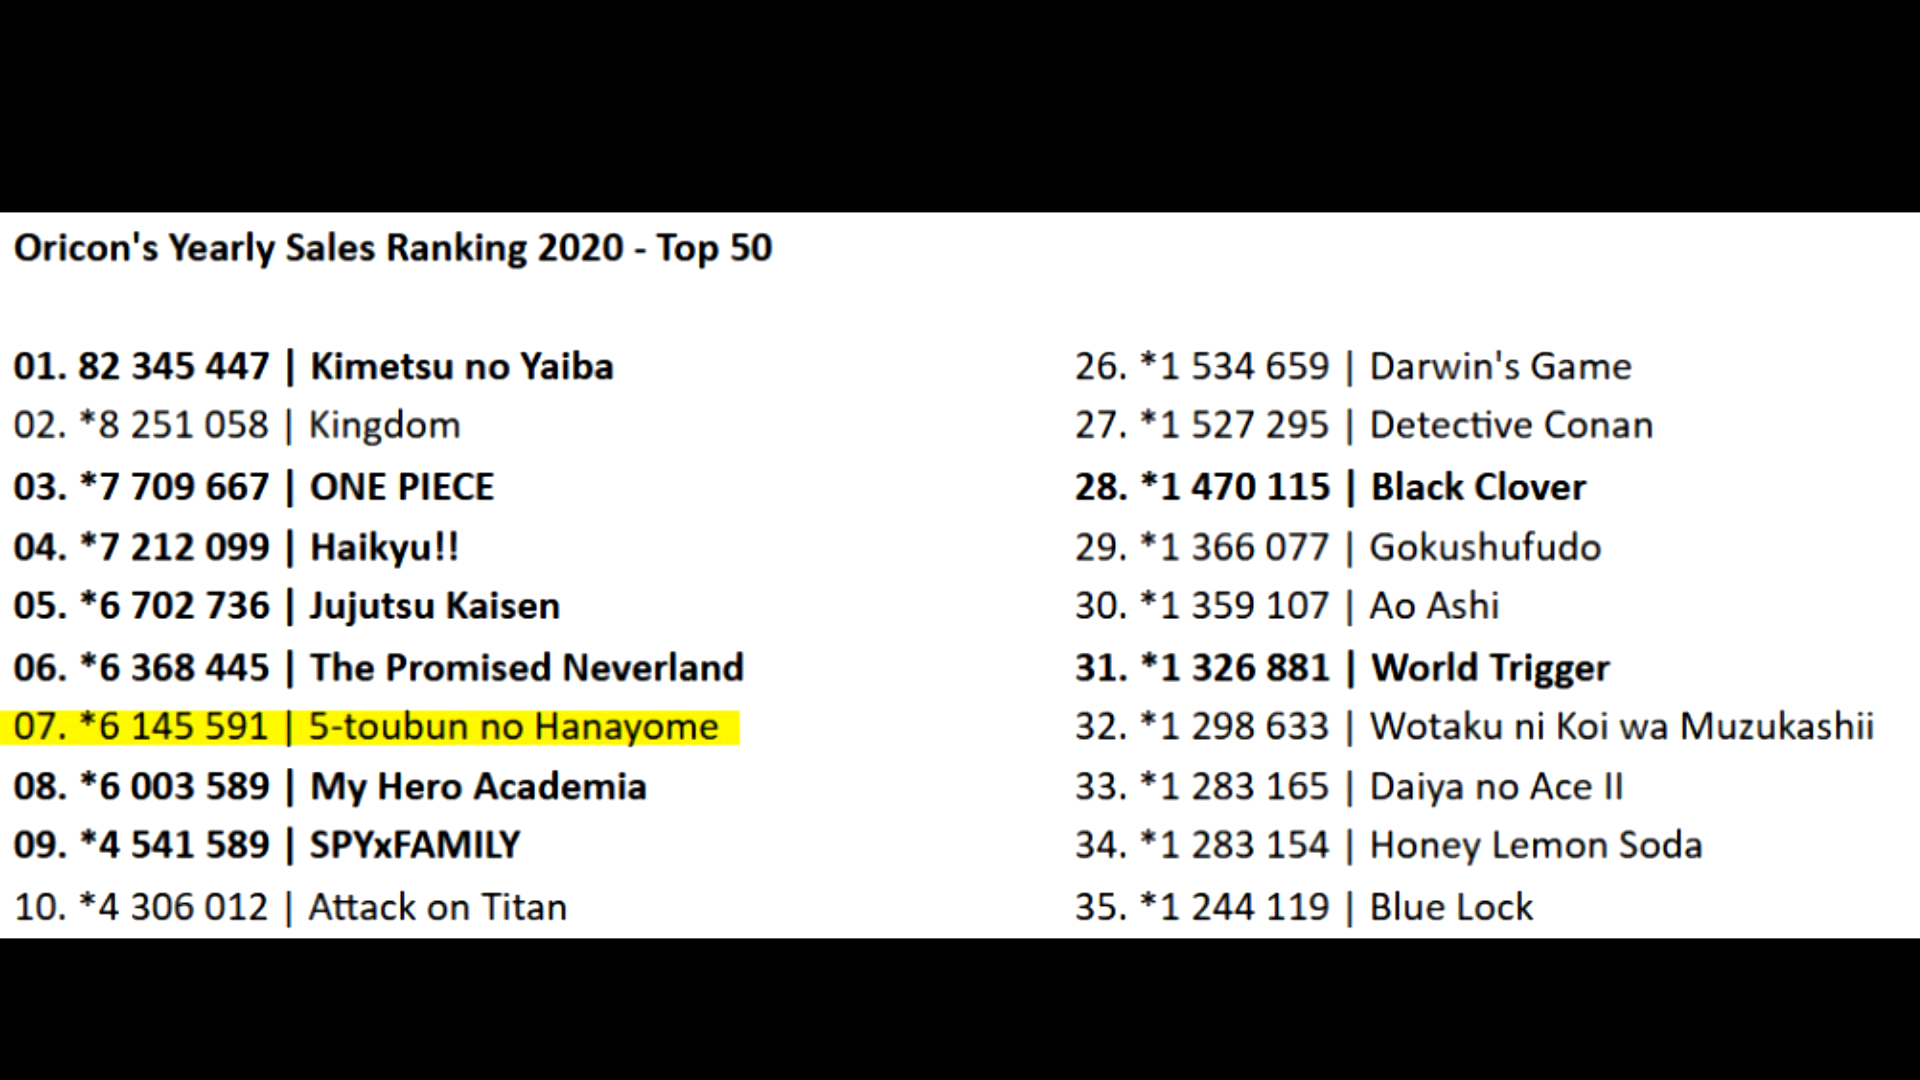 Oricon's Yearly Sales Ranking 2020 - Top 50
01. 82 345 447 | Kimetsu no Yaiba
02. *8 251 058 | Kingdom
03. *7 709 667 | ONE PIECE
04. *7 212 099 | Haikyu!!
05. *6 702 736 | Jujutsu Kaisen
06. *6 368 445 | The Promised Neverland
07. *6 145 591 | 5-toubun no Hanayome
08. *6 003 589 | My Hero Academia
09. *4 541 589 | SPYxFAMILY
10. *4 306 012 | Attack on Titan
26. *1 534 659 | Darwin's Game
27. *1 527 295 | Detective Conan
28. *1 470 115 | Black Clover
29. *1 366 077 | Gokushufudo
30. *1 359 107 | Ao Ashi
31. *1 326 881 | World Trigger
32. *1 298 633 | Wotaku ni Koi wa Muzukashii
33. *1 283 165 | Daiya no Ace II
34. *1 283 154 | Honey Lemon Soda
35. *1 244 119 | Blue Lock